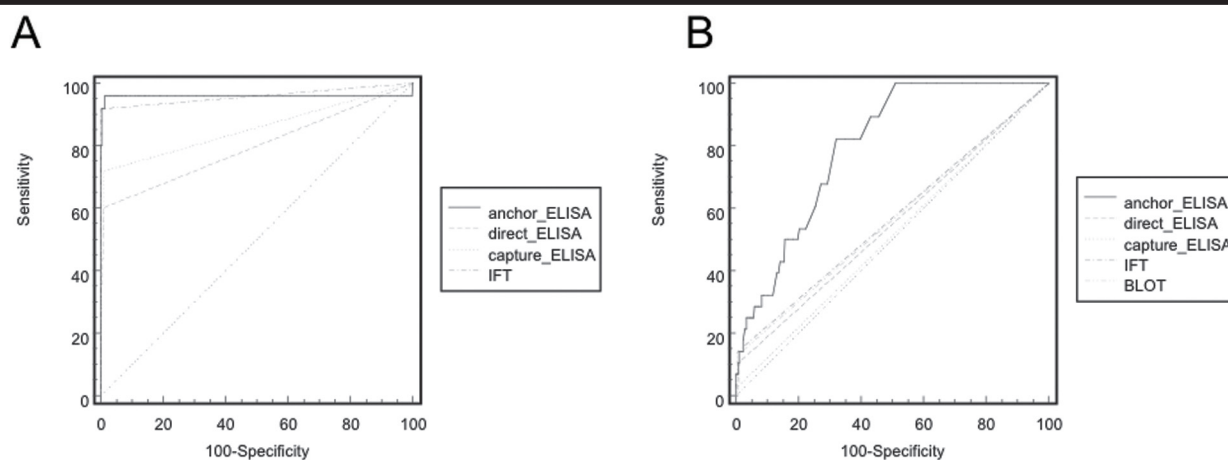 A
100
80
60
40
20
0
Sensitivity
0 20 40 60 80 100
100-Specificity
anchor_ELISA
direct_ELISA
capture_ELISA
IFT
B
100
80
60
40
20
0
Sensitivity
0 20 40 60 80 100
100-Specificity
anchor_ELISA
direct_ELISA
capture_ELISA
IFT
BLOT